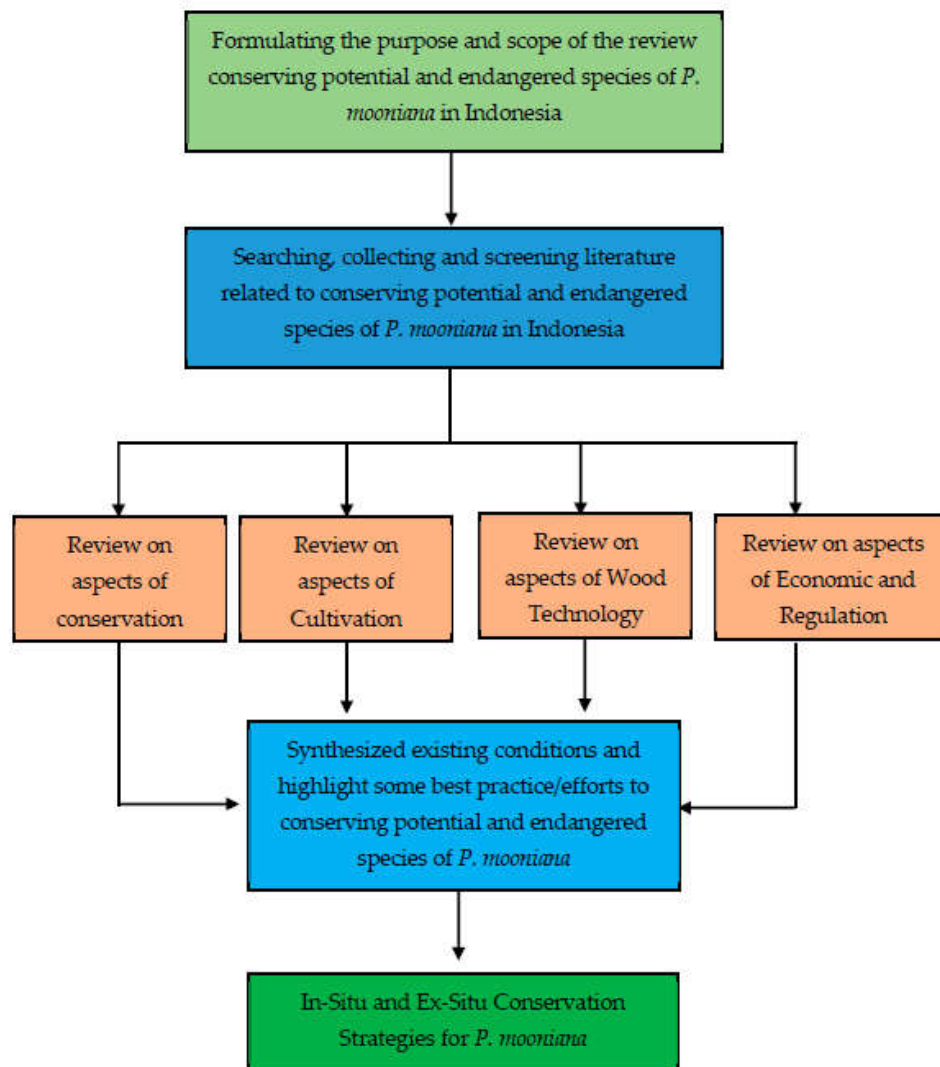 Formulating the purpose and scope of the review
conserving potential and endangered species of P.
mooniana in Indonesia
Searching, collecting and screening literature
related to conserving potential and endangered
species of P. mooniana in Indonesia
Review on
aspects of
conservation
Review on
aspects of
Cultivation
Review on
aspects of Wood
Technology
Review on aspects
of Economic and
Regulation
Synthesized existing conditions and
highlight some best practice/efforts to
conserving potential and endangered
species of P. mooniana
In-Situ and Ex-Situ Conservation
Strategies for P. mooniana